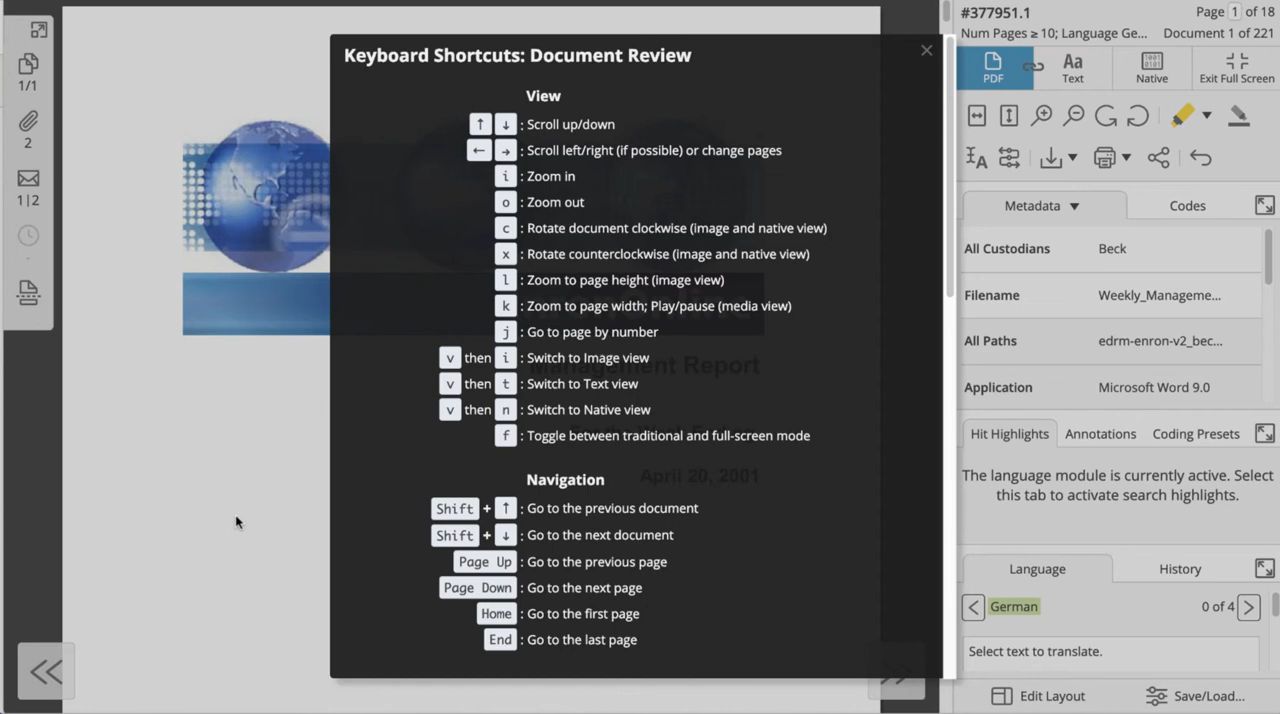 #377951.1
Page 1 of 18
Num Pages ≥ 10; Language Ge...
Document 1 of 221
1/1
2
1|2
Keyboard Shortcuts: Document Review
View
↑ ↓ : Scroll up/down
← → : Scroll left/right (if possible) or change pages
i : Zoom in
o : Zoom out
c : Rotate document clockwise (image and native view)
x : Rotate counterclockwise (image and native view)
l : Zoom to page height (image view)
k : Zoom to page width; Play/pause (media view)
j : Go to page by number
v then i : Switch to Image view
v then t : Switch to Text view
v then n : Switch to Native view
f : Toggle between traditional and full-screen mode
Navigation
Shift + ↑ : Go to the previous document
Shift + ↓ : Go to the next document
Page Up : Go to the previous page
Page Down : Go to the next page
Home : Go to the first page
End : Go to the last page
Management Report
April 20, 2001
PDF
Aa Text
Native
Exit Full Screen
Metadata
Codes
All Custodians Beck
Filename Weekly_Manageme...
All Paths edrm-enron-v2_bec...
Application Microsoft Word 9.0
Hit Highlights Annotations Coding Presets
The language module is currently active. Select
this tab to activate search highlights.
Language History
German 0 of 4
Select text to translate.
Edit Layout Save/Load...